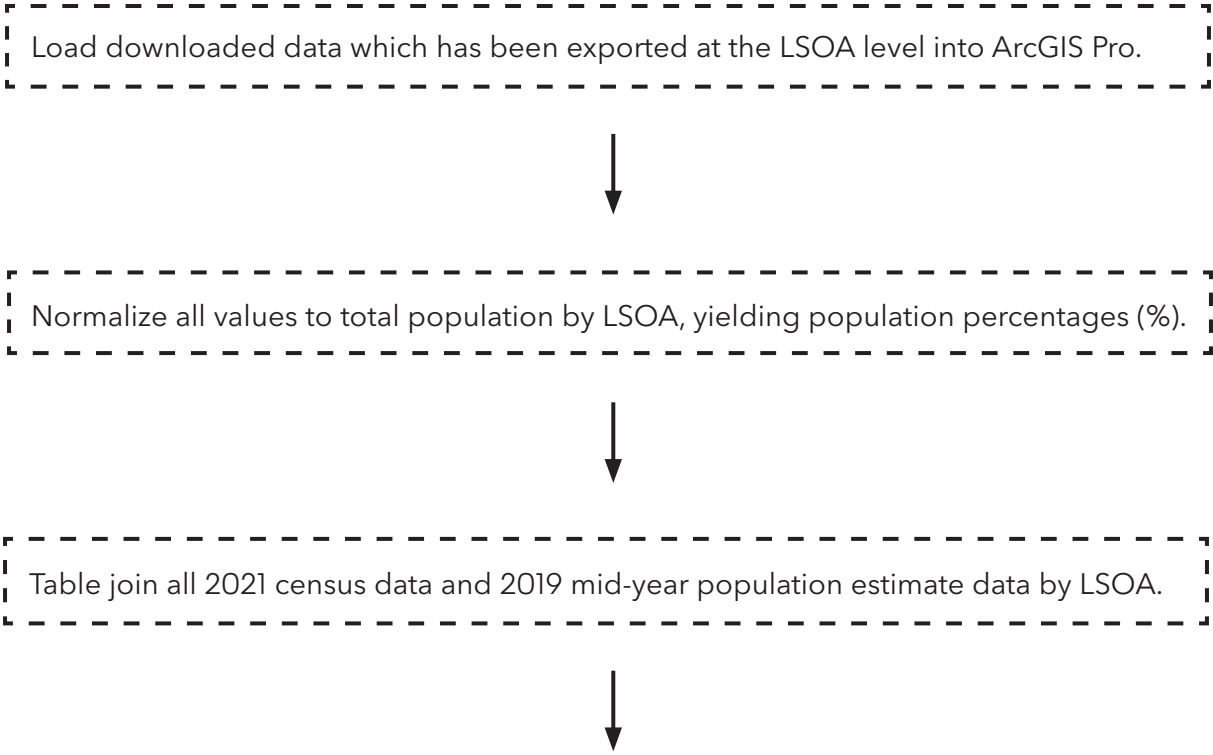 Load downloaded data which has been exported at the LSOA level into ArcGIS Pro.
Normalize all values to total population by LSOA, yielding population percentages (%).
Table join all 2021 census data and 2019 mid-year population estimate data by LSOA.